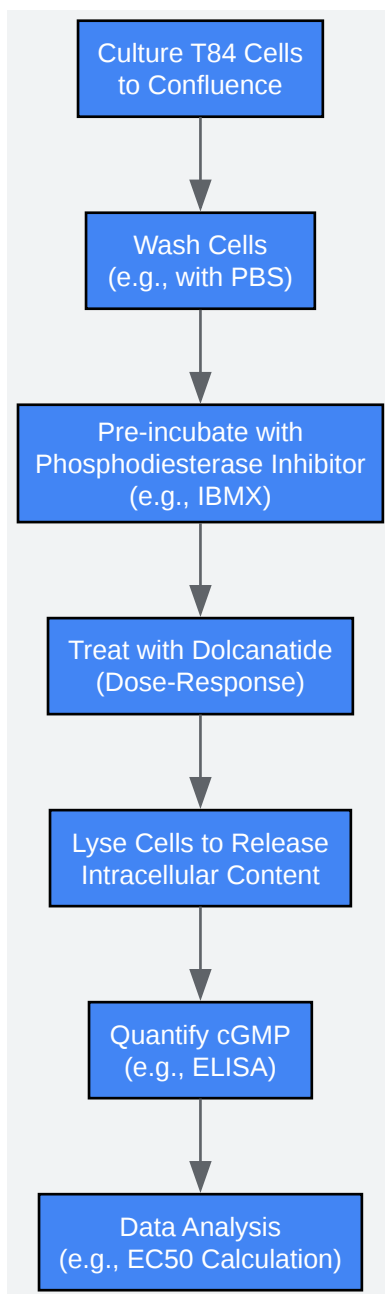 Culture T84 Cells
to Confluence
Wash Cells
(e.g., with PBS)
Pre-incubate with
Phosphodiesterase Inhibitor
(e.g., IBMX)
Treat with Dolcanatide
(Dose-Response)
Lyse Cells to Release
Intracellular Content
Quantify cGMP
(e.g., ELISA)
Data Analysis
(e.g., EC50 Calculation)